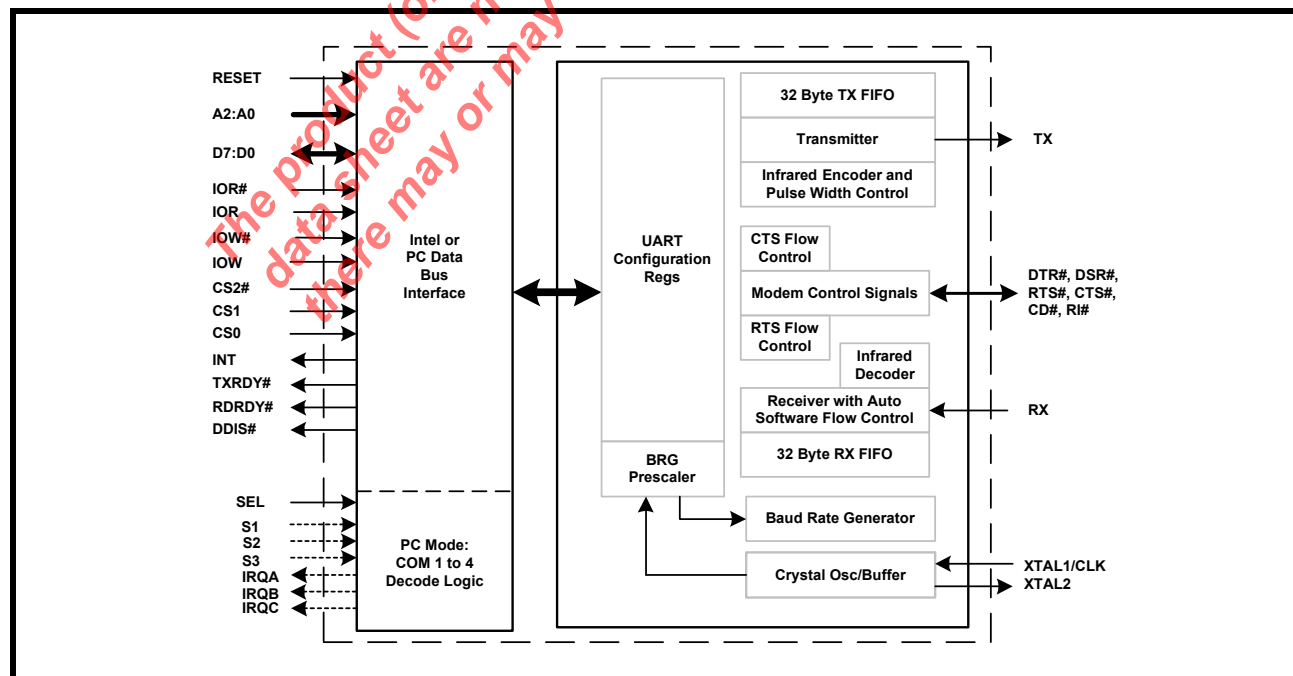 The product (o
data sheet are n
there may or may
RESET
A2:A0
D7:D0
IOR#
IOR
IOW#
IOW
CS2#
CS1
CS0
INT
TXRDY#
RDRDY#
DDIS#
SEL
S1
S2
S3
IRQA
IRQB
IRQC
Intel or
PC Data
Bus
Interface
PC Mode:
COM 1 to 4
Decode Logic
UART
Configuration
Regs
BRG
Prescaler
32 Byte TX FIFO
Transmitter
Infrared Encoder and
Pulse Width Control
CTS Flow
Control
Modem Control Signals
RTS Flow
Control
Infrared
Decoder
Receiver with Auto
Software Flow Control
32 Byte RX FIFO
Baud Rate Generator
Crystal Osc/Buffer
TX
DTR#, DSR#,
RTS#, CTS#,
CD#, RI#
RX
XTAL1/CLK
XTAL2